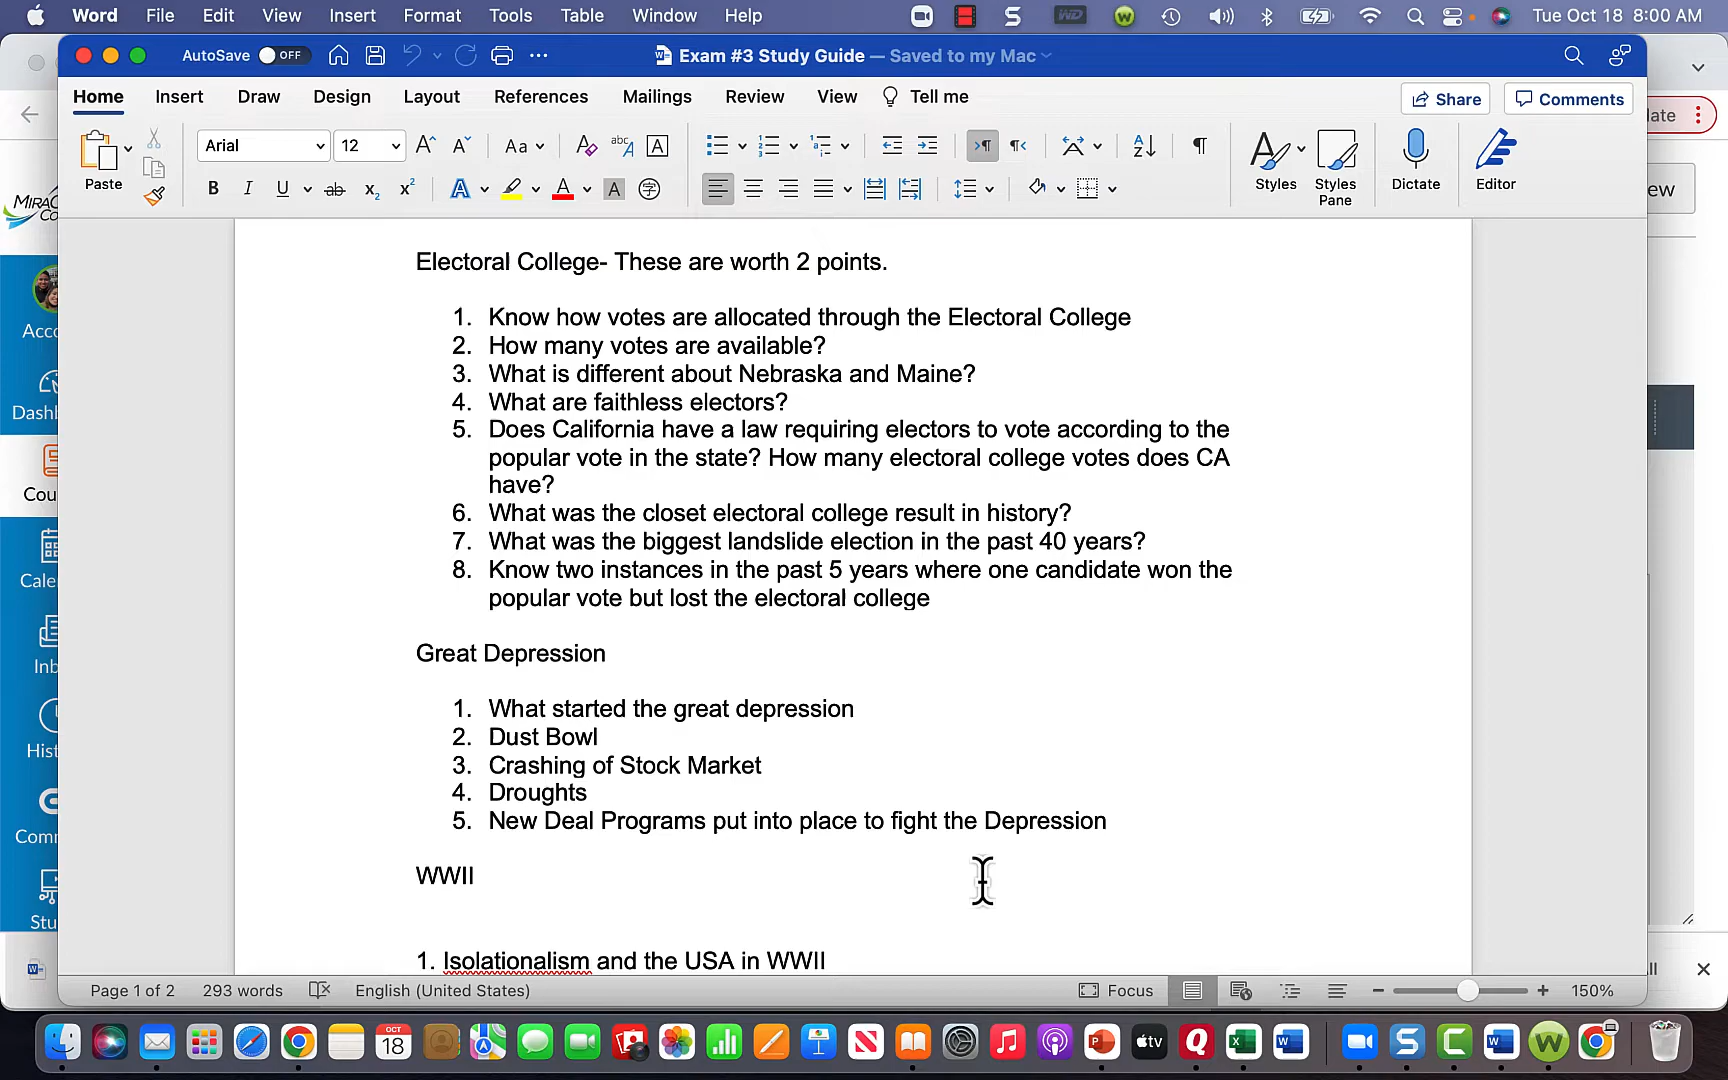 Word File Edit View Insert Format Tools Table Window Help Tue Oct 18 8:00 AM
AutoSave OFF Exam #3 Study Guide — Saved to my Mac
Home Insert Draw Design Layout References Mailings Review View Tell me Share Comments
Paste Arial 12 Styles Styles Pane Dictate Editor
Electoral College- These are worth 2 points.
1. Know how votes are allocated through the Electoral College
2. How many votes are available?
3. What is different about Nebraska and Maine?
4. What are faithless electors?
5. Does California have a law requiring electors to vote according to the
popular vote in the state? How many electoral college votes does CA
have?
6. What was the closet electoral college result in history?
7. What was the biggest landslide election in the past 40 years?
8. Know two instances in the past 5 years where one candidate won the
popular vote but lost the electoral college
Great Depression
1. What started the great depression
2. Dust Bowl
3. Crashing of Stock Market
4. Droughts
5. New Deal Programs put into place to fight the Depression
WWII
1. Isolationalism and the USA in WWII
Page 1 of 2 293 words English (United States) Focus 150%